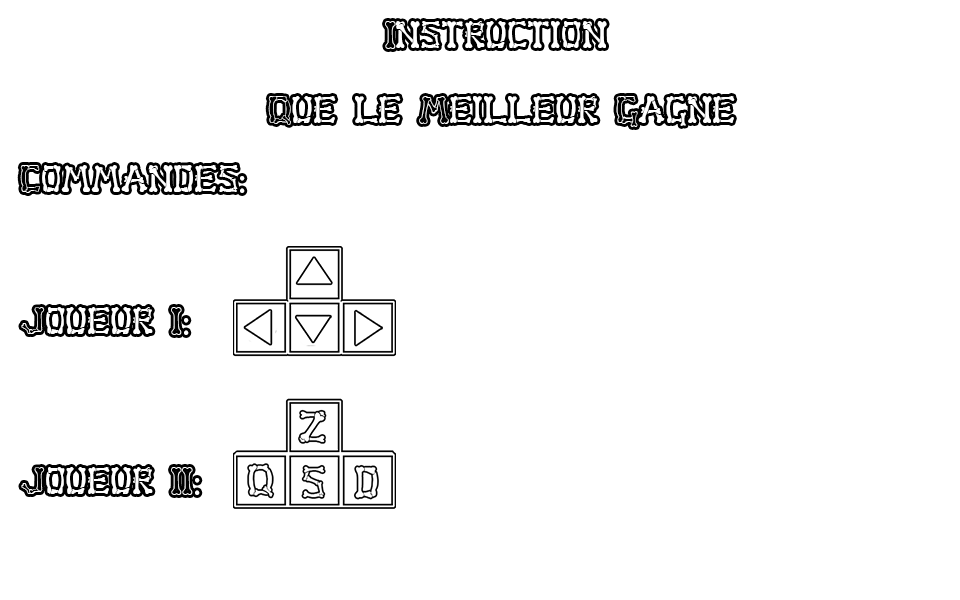 Instruction
Que le Meilleur Gagne
Commandes:
Joueur I:
Z
Q S D
Joueur II: